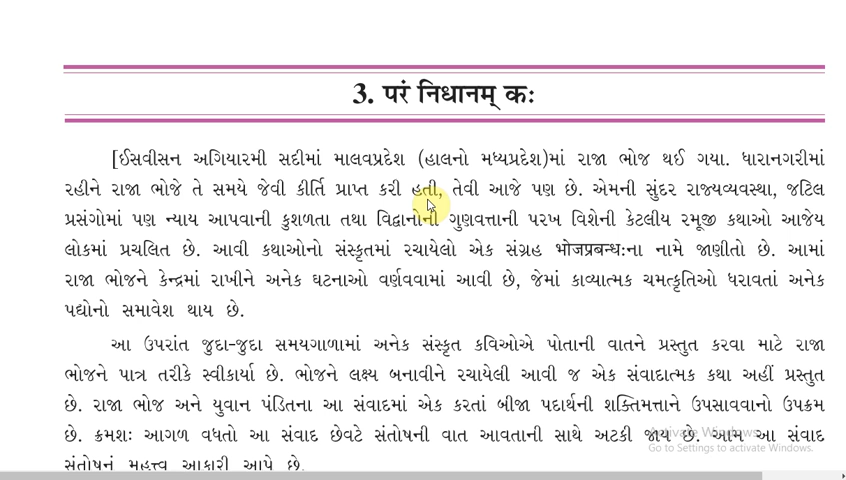 3. परं निधानम् कः
[ઈસવીસન અગિયારમી સદીમાં માલવપ્રદેશ (હાલનો મધ્યપ્રદેશ)માં રાજા ભોજ થઈ ગયા. ધારાનગરીમાં
રહીને રાજા ભોજે તે સમયે જેવી કીર્તિ પ્રાપ્ત કરી હતી, તેવી આજે પણ છે. એમની સુંદર રાજ્યવ્યવસ્થા, જટિલ
પ્રસંગોમાં પણ ન્યાય આપવાની કુશળતા તથા વિદ્વાનોની ગુણવત્તાની પરખ વિશેની કેટલીય રમૂજી કથાઓ આજેય
લોકમાં પ્રચલિત છે. આવી કથાઓનો સંસ્કૃતમાં રચાયેલો એક સંગ્રહ भोजप्रबन्धःના નામે જાણીતો છે. આમાં
રાજા ભોજને કેન્દ્રમાં રાખીને અનેક ઘટનાઓ વર્ણવવામાં આવી છે, જેમાં કાવ્યાત્મક ચમત્કૃતિઓ ધરાવતાં અનેક
પદ્યોનો સમાવેશ થાય છે.
આ ઉપરાંત જુદા-જુદા સમયગાળામાં અનેક સંસ્કૃત કવિઓએ પોતાની વાતને પ્રસ્તુત કરવા માટે રાજા
ભોજને પાત્ર તરીકે સ્વીકાર્યા છે. ભોજને લક્ષ્ય બનાવીને રચાયેલી આવી જ એક સંવાદાત્મક કથા અહીં પ્રસ્તુત
છે. રાજા ભોજ અને યુવાન પંડિતના આ સંવાદમાં એક કરતાં બીજા પદાર્થની શક્તિમત્તાને ઉપસાવવાનો ઉપક્રમ
છે. ક્રમશઃ આગળ વધતો આ સંવાદ છેવટે સંતોષની વાત આવતાની સાથે અટકી જાય છે. આમ આ સંવાદ
સંતોષનું મહત્ત્વ આકારી આપે છે.
Activate Windows
Go to Settings to activate Windows.